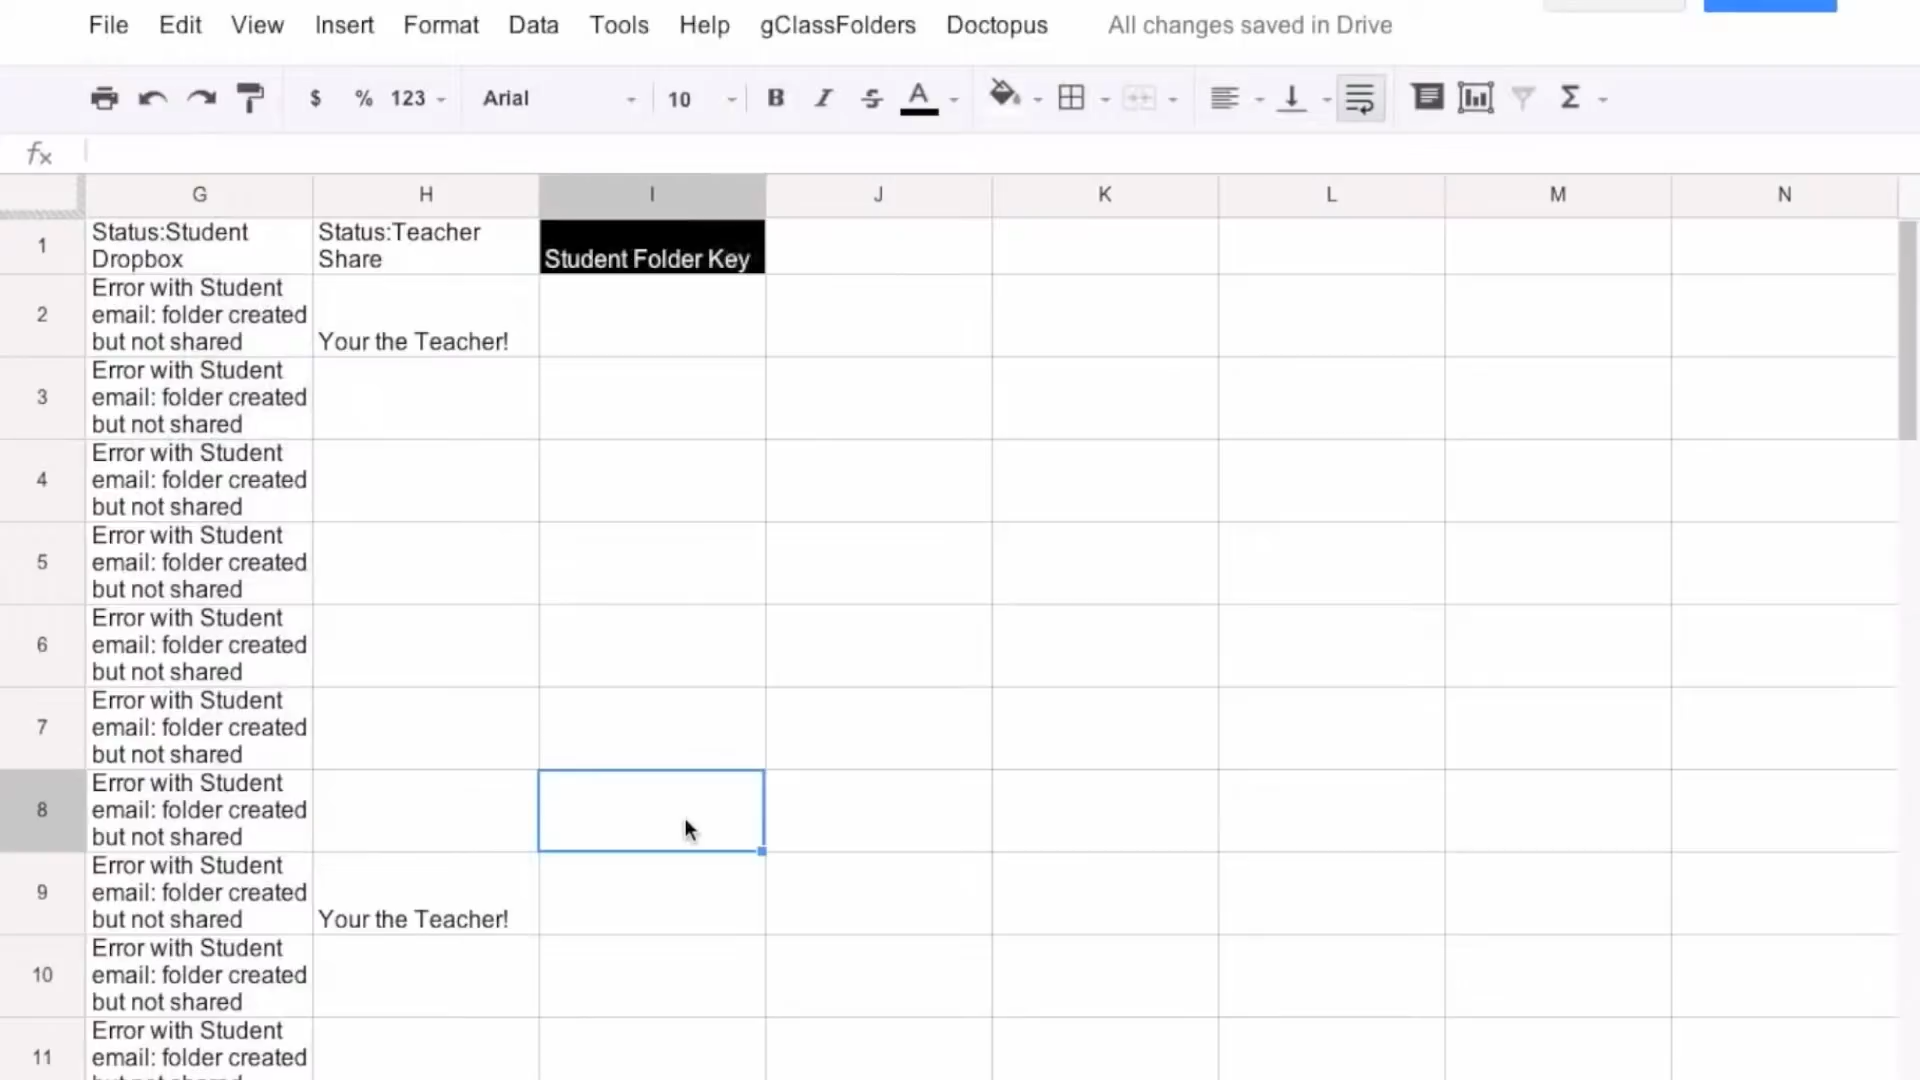 File Edit View Insert Format Data Tools Help gClassFolders Doctopus All changes saved in Drive
$ % 123 Arial 10 B I S A Σ
fx
G H I J K L M N
1 Status:Student Status:Teacher
Dropbox Share Student Folder Key
Error with Student
2 email: folder created
but not shared Your the Teacher!
Error with Student
3 email: folder created
but not shared
Error with Student
4 email: folder created
but not shared
Error with Student
5 email: folder created
but not shared
Error with Student
6 email: folder created
but not shared
Error with Student
7 email: folder created
but not shared
Error with Student
8 email: folder created
but not shared
Error with Student
9 email: folder created
but not shared Your the Teacher!
Error with Student
10 email: folder created
but not shared
Error with Student
11 email: folder created